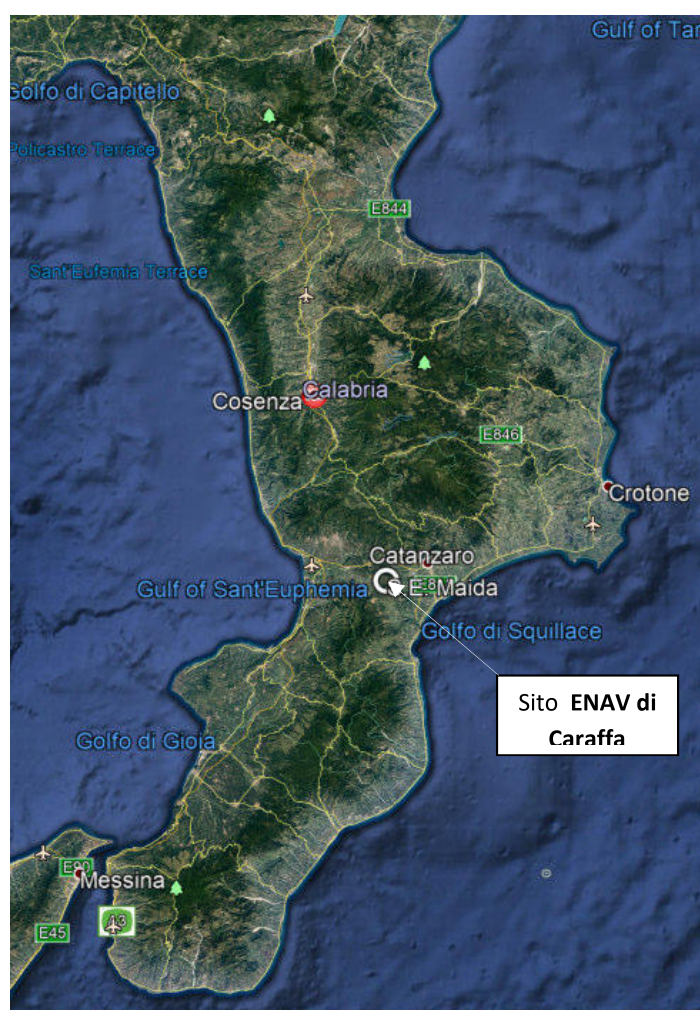 Gulf of Tar
Golfo di Capitello
Policastro Terrace
E844
Sant'Eufemia Terrace
Calabria
Cosenza
E846
Crotone
Catanzaro
E. Maida
Gulf of Sant'Euphemia
Golfo di Squillace
Sito ENAV di
Caraffa
Golfo di Gioia
E90
Messina
A3
E45